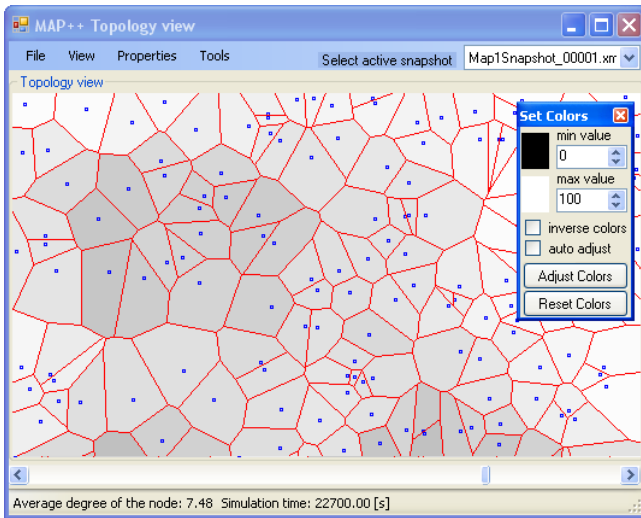 MAP++ Topology view
File View Properties Tools Select active snapshot Map1Snapshot_00001.xm
Topology view
Set Colors
min value
0
max value
100
inverse colors
auto adjust
Adjust Colors
Reset Colors
Average degree of the node: 7.48 Simulation time: 22700.00 [s]